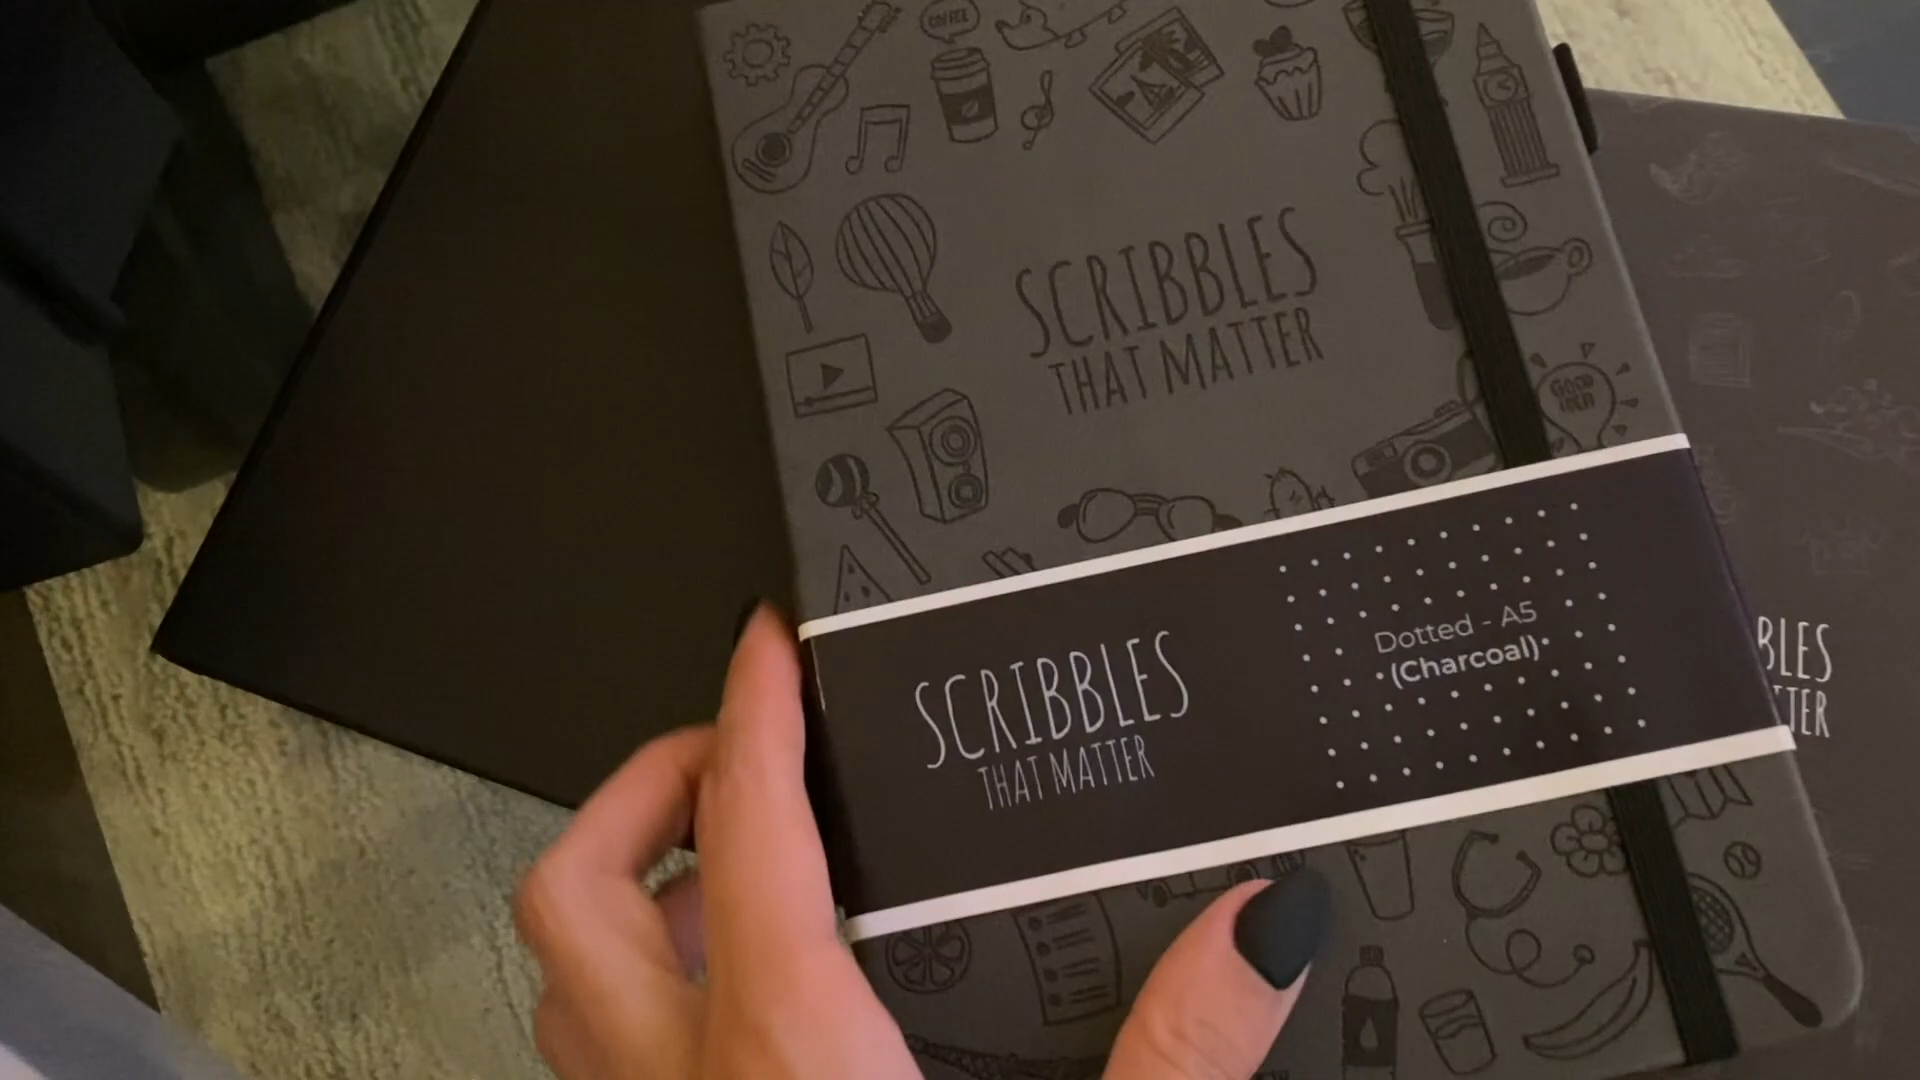 COFFEE
SCRIBBLES
THAT MATTER
GOOD
IDEA
SCRIBBLES
THAT MATTER
Dotted - A5
(Charcoal)
BLES
TTER